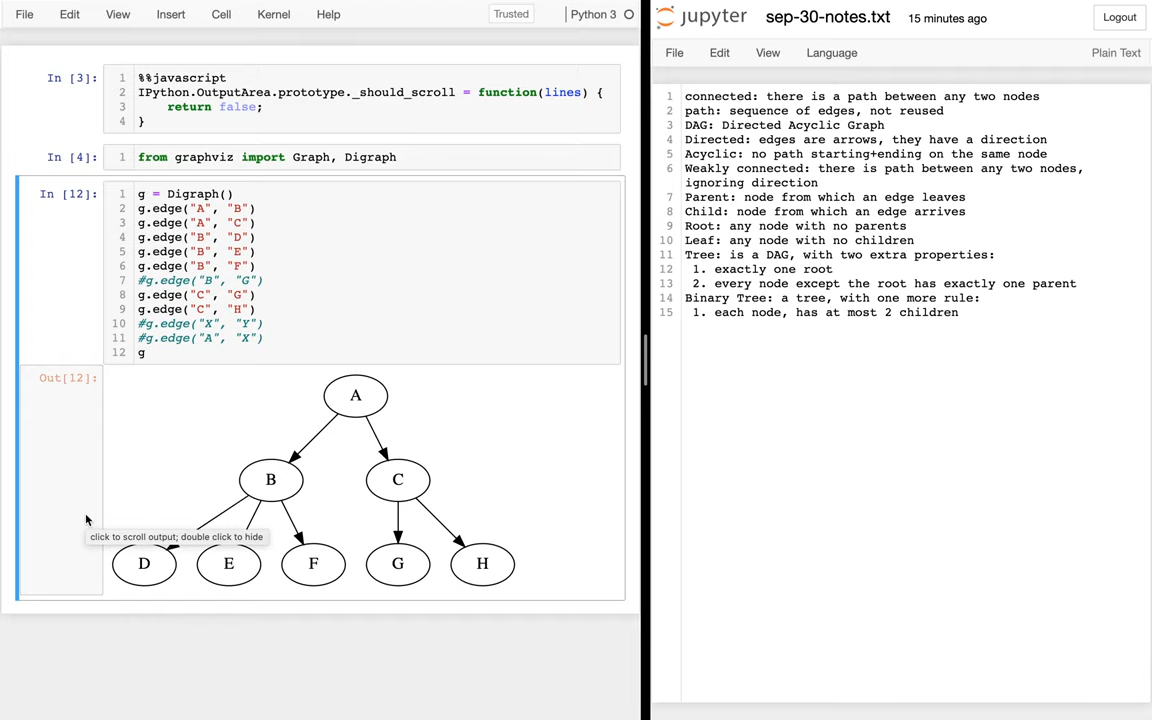 File Edit View Insert Cell Kernel Help Trusted Python 3
In [3]:
1 %%javascript
2 IPython.OutputArea.prototype._should_scroll = function(lines) {
3 return false;
4 }
In [4]:
1 from graphviz import Graph, Digraph
In [12]:
1 g = Digraph()
2 g.edge("A", "B")
3 g.edge("A", "C")
4 g.edge("B", "D")
5 g.edge("B", "E")
6 g.edge("B", "F")
7 #g.edge("B", "G")
8 g.edge("C", "G")
9 g.edge("C", "H")
10 #g.edge("X", "Y")
11 #g.edge("A", "X")
12 g
Out[12]:
A
B C
click to scroll output; double click to hide
D E F G H
jupyter sep-30-notes.txt 15 minutes ago Logout
File Edit View Language Plain Text
1 connected: there is a path between any two nodes
2 path: sequence of edges, not reused
3 DAG: Directed Acyclic Graph
4 Directed: edges are arrows, they have a direction
5 Acyclic: no path starting+ending on the same node
6 Weakly connected: there is path between any two nodes,
ignoring direction
7 Parent: node from which an edge leaves
8 Child: node from which an edge arrives
9 Root: any node with no parents
10 Leaf: any node with no children
11 Tree: is a DAG, with two extra properties:
12 1. exactly one root
13 2. every node except the root has exactly one parent
14 Binary Tree: a tree, with one more rule:
15 1. each node, has at most 2 children